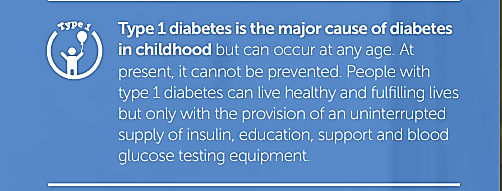 Type 1
Type 1 diabetes is the major cause of diabetes
in childhood but can occur at any age. At
present, it cannot be prevented. People with
type 1 diabetes can live healthy and fulfilling lives
but only with the provision of an uninterrupted
supply of insulin, education, support and blood
glucose testing equipment.